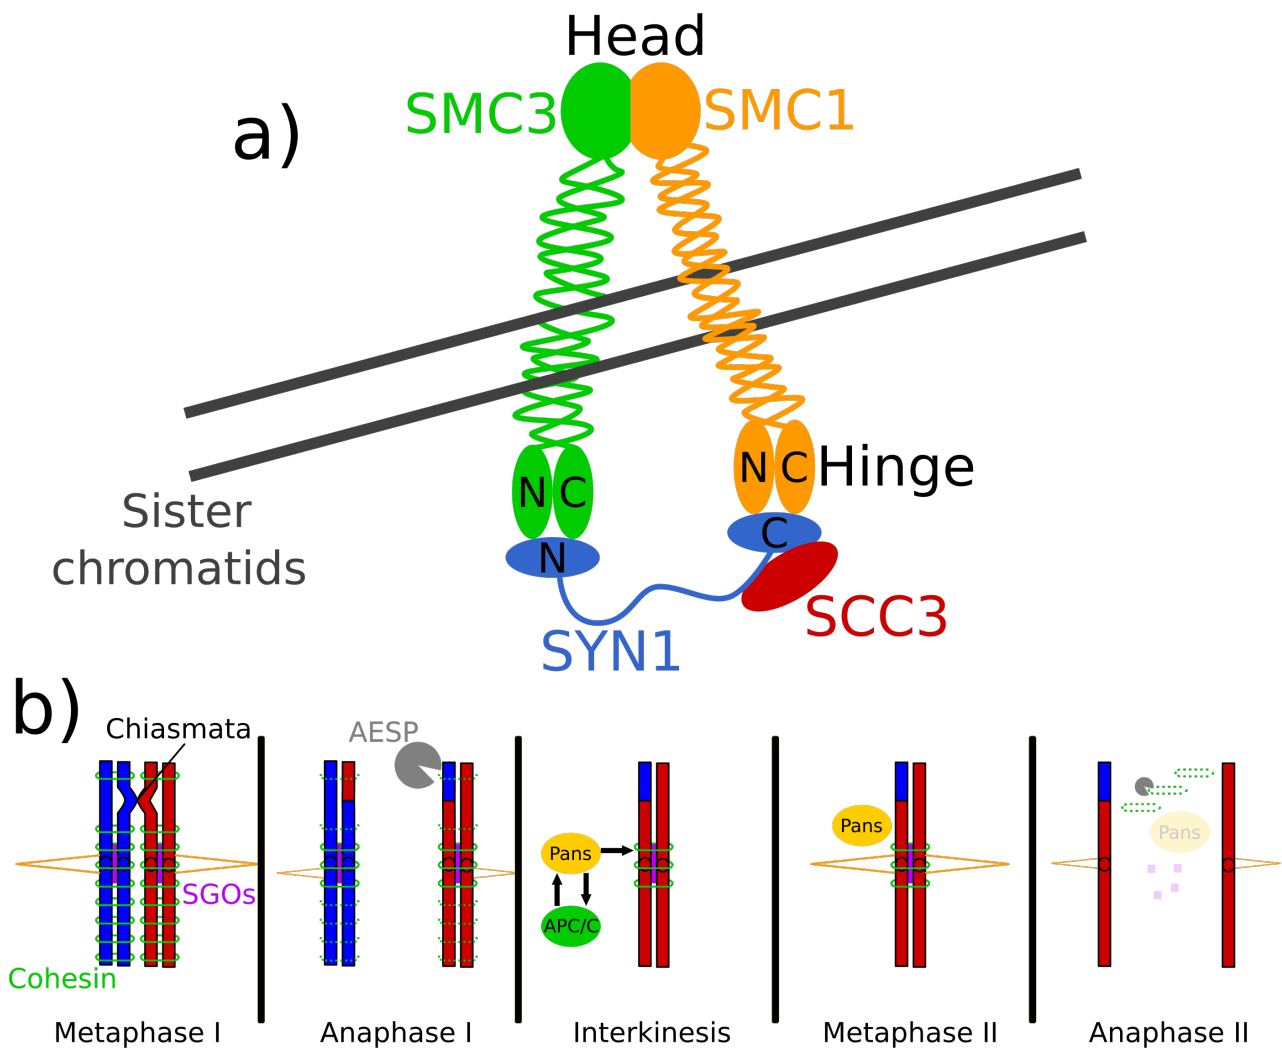 Head
SMC3
SMC1
a)
N
C
N
C
Hinge
Sister
chromatids
N
C
SYN1
SCC3
b)
Chiasmata
AESP
SGOs
Cohesin
Pans
APC/C
Pans
Pans
Metaphase I
Anaphase I
Interkinesis
Metaphase II
Anaphase II